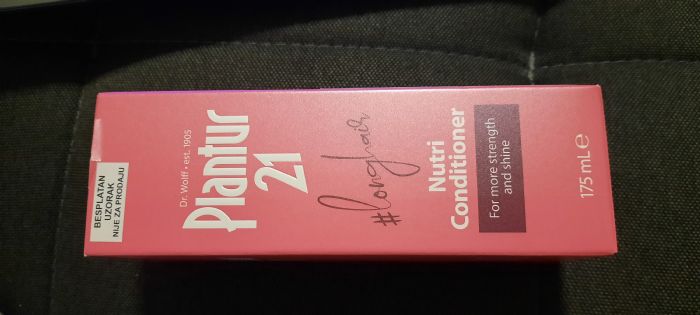 BESPLATAN
UZORAK
NIJE ZA PRODAJU
Dr. Wolff • est. 1905
Plantur
21
#longhair
Nutri
Conditioner
For more strength
and shine
175 mL ℮